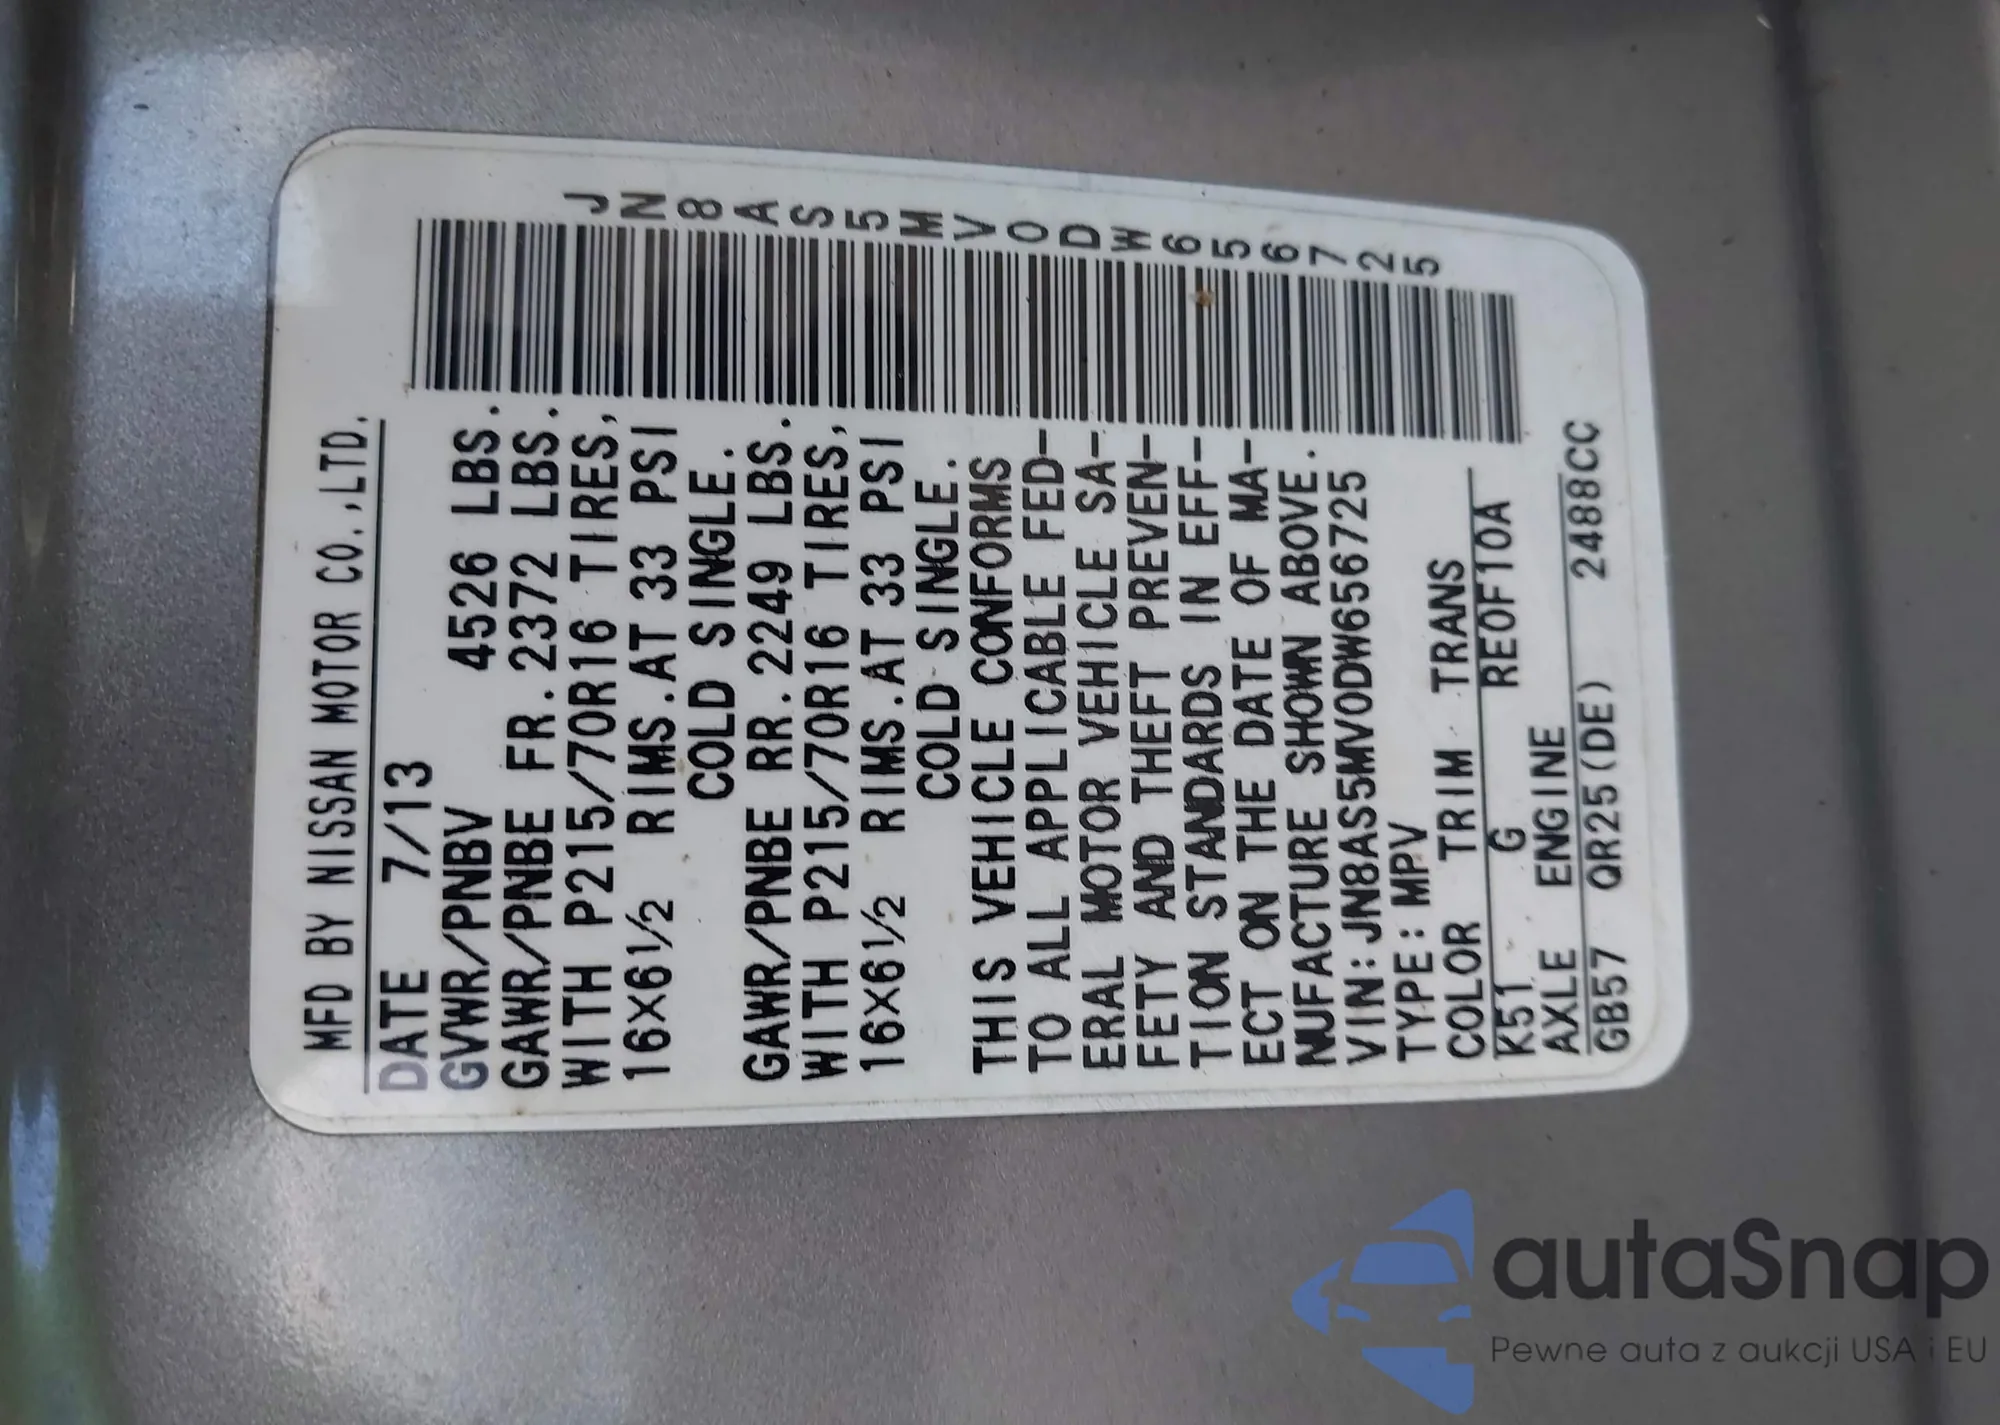 MFD BY NISSAN MOTOR CO.,LTD.
DATE 7/13
GVWR/PNBV 4526 LBS.
GAWR/PNBE FR.2372 LBS.
WITH P215/70R16 TIRES,
16X6½ RIMS.AT 33 PSI
COLD SINGLE.
GAWR/PNBE RR.2249 LBS.
WITH P215/70R16 TIRES,
16X6½ RIMS.AT 33 PSI
COLD SINGLE.
THIS VEHICLE CONFORMS
TO ALL APPLICABLE FED-
ERAL MOTOR VEHICLE SA-
FETY AND THEFT PREVEN-
TION STANDARDS IN EFF-
ECT ON THE DATE OF MA-
NUFACTURE SHOWN ABOVE.
VIN:JN8AS5MV0DW656725
TYPE:MPV
COLOR TRIM TRANS
K51 G RE0F10A
AXLE ENGINE
GB57 QR25(DE) 2488CC
JN8AS5MV0DW656725
autaSnap
Pewne auta z aukcji USA i EU